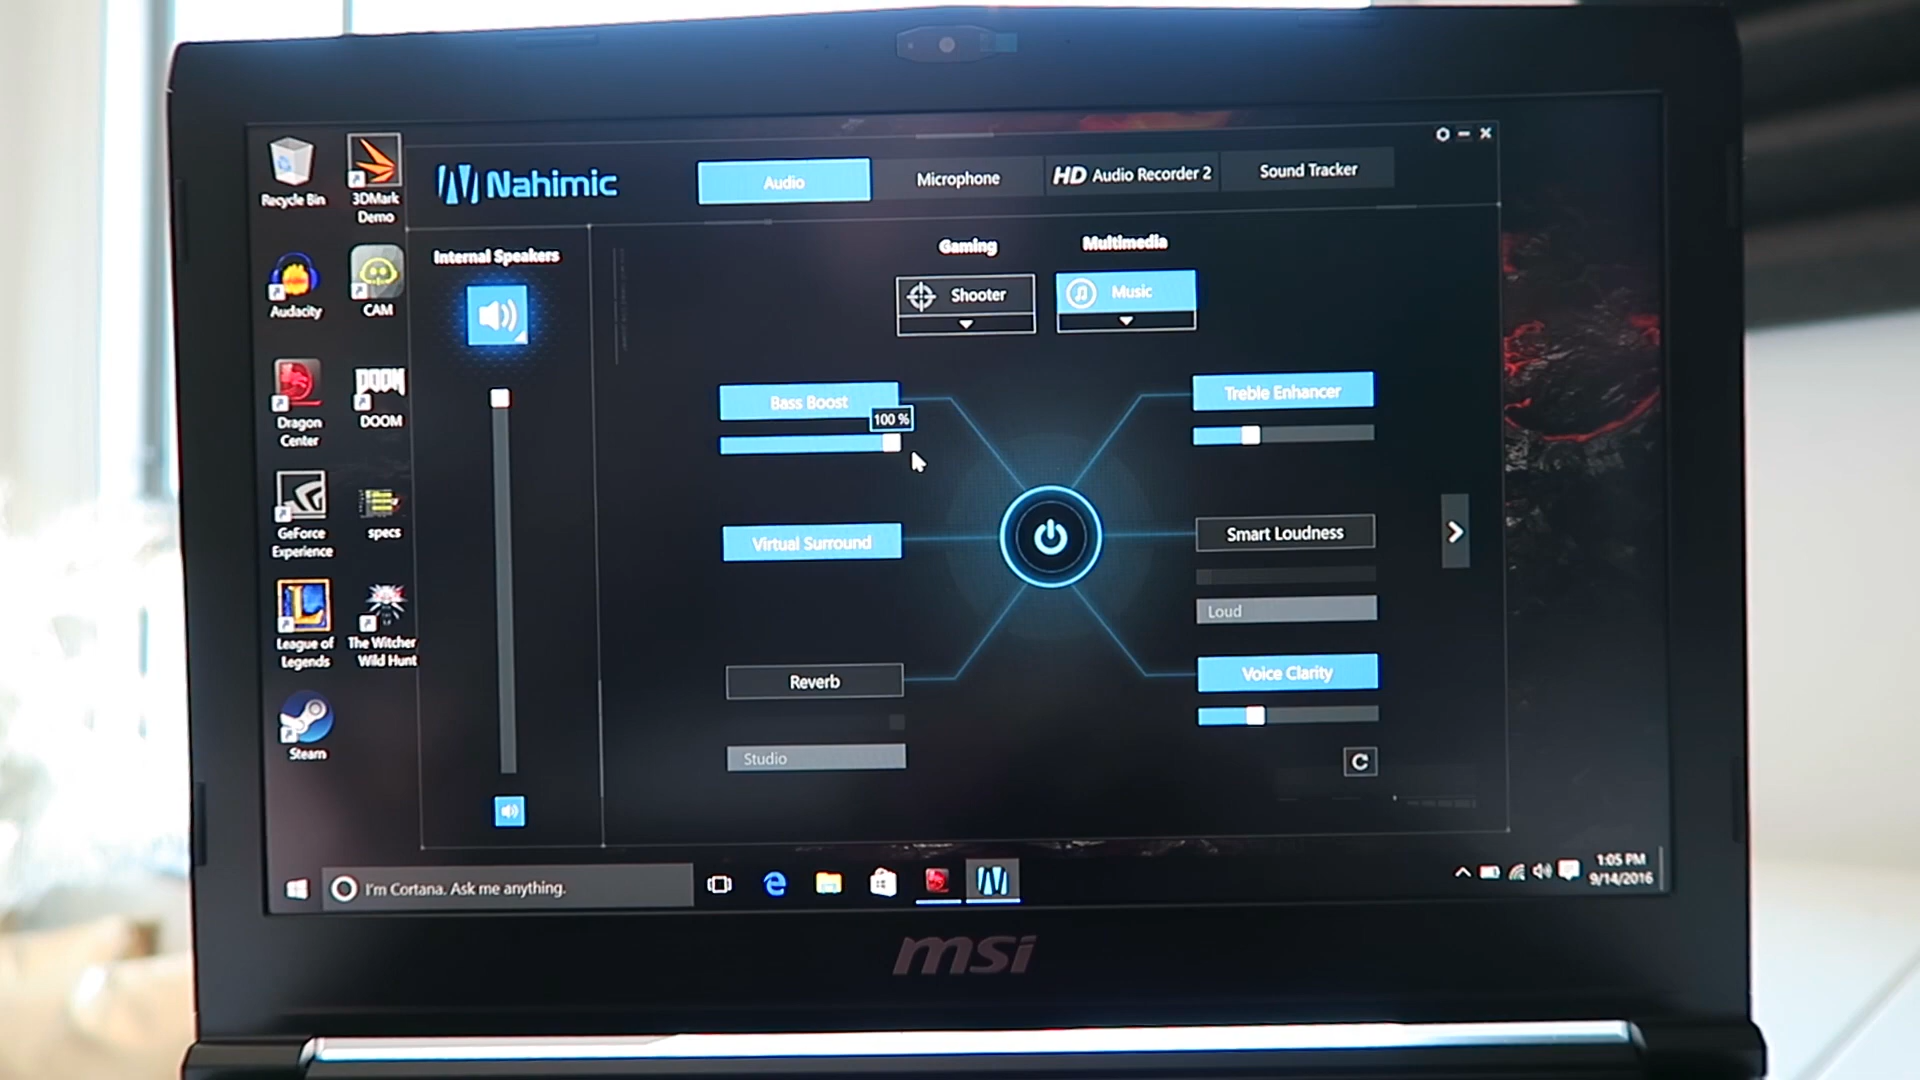 Nahimic
Audio
Microphone
HD Audio Recorder 2
Sound Tracker
Internal Speakers
Gaming
Multimedia
Shooter
Music
Bass Boost
100 %
Treble Enhancer
Virtual Surround
Smart Loudness
Loud
Reverb
Studio
Voice Clarity
Recycle Bin
3DMark
Demo
Audacity
CAM
Dragon
Center
DOOM
DOOM
GeForce
Experience
specs
League of
Legends
The Witcher
Wild Hunt
Steam
I'm Cortana. Ask me anything.
1:05 PM
9/14/2016
msi